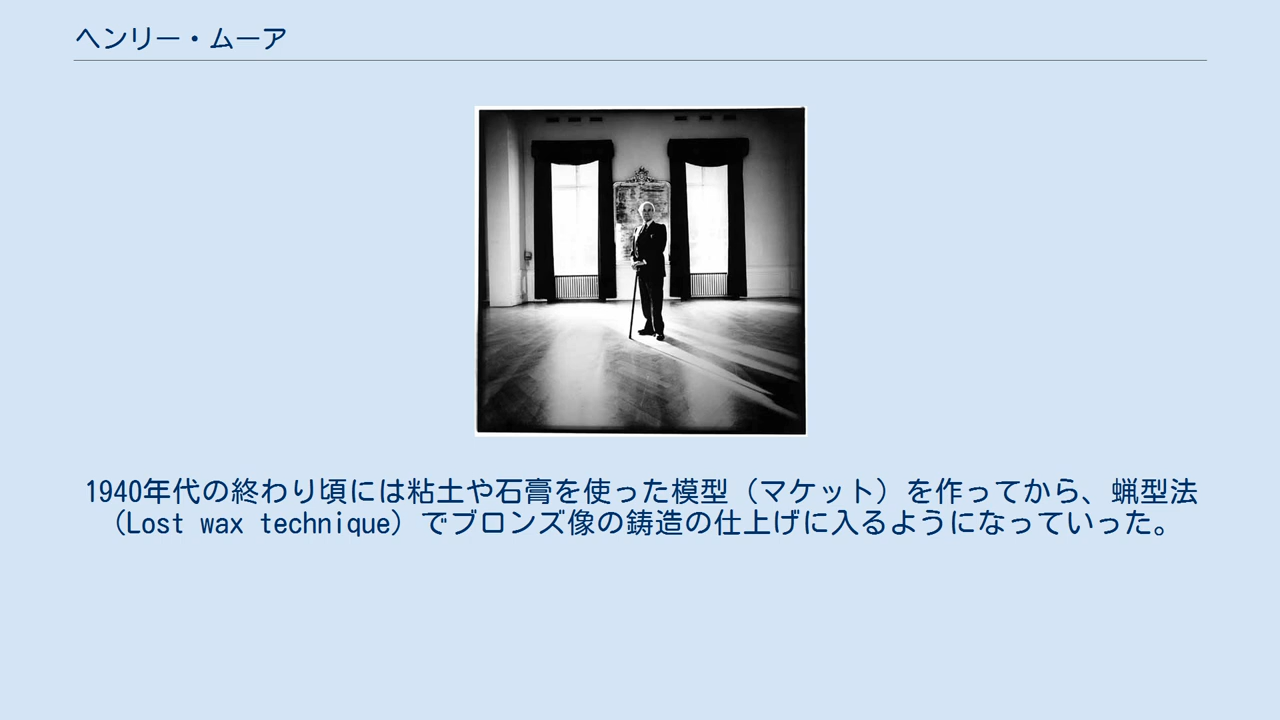 ヘンリー・ムーア
1940年代の終わり頃には粘土や石膏を使った模型（マケット）を作ってから、蝋型法
（Lost wax technique）でブロンズ像の鋳造の仕上げに入るようになっていった。